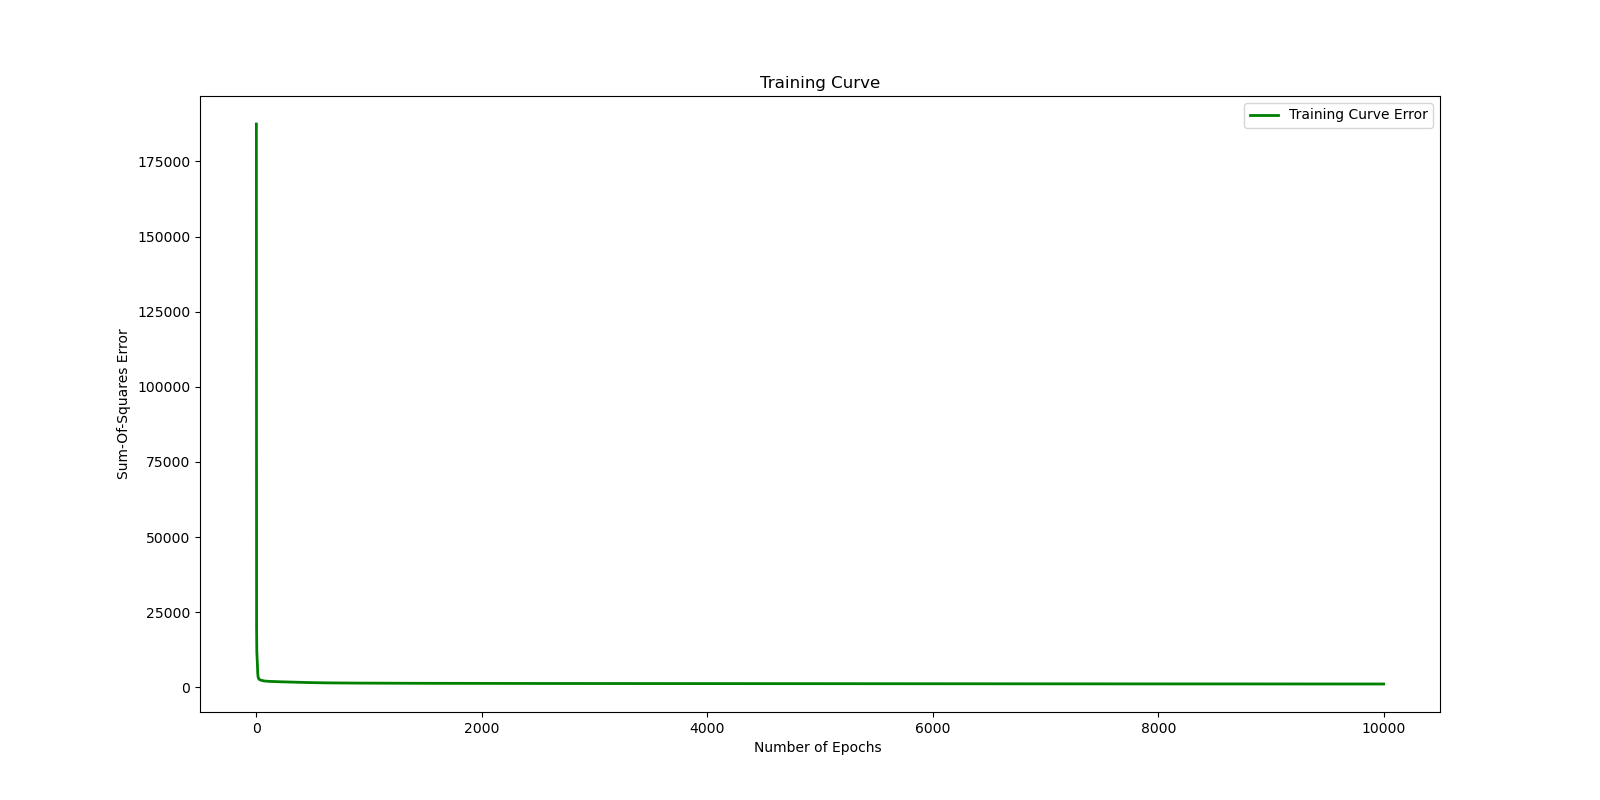 Training Curve
Training Curve Error
175000
150000
125000
100000
75000
50000
25000
0
Sum-Of-Squares Error
0 2000 4000 6000 8000 10000
Number of Epochs